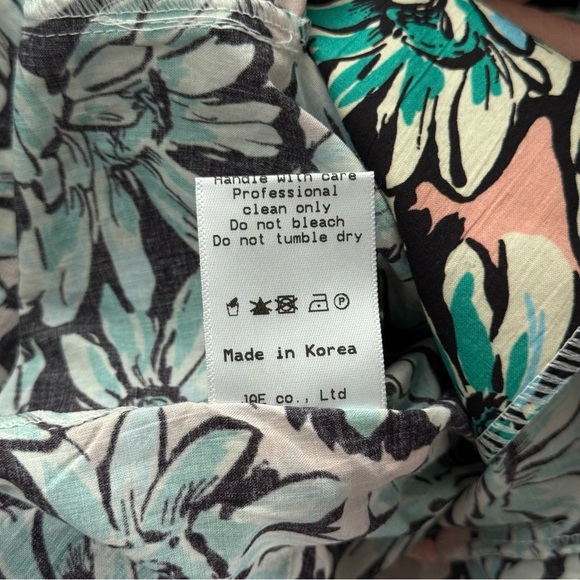 Handle with care
Professional
clean only
Do not bleach
Do not tumble dry
P
Made in Korea
JAE co., Ltd